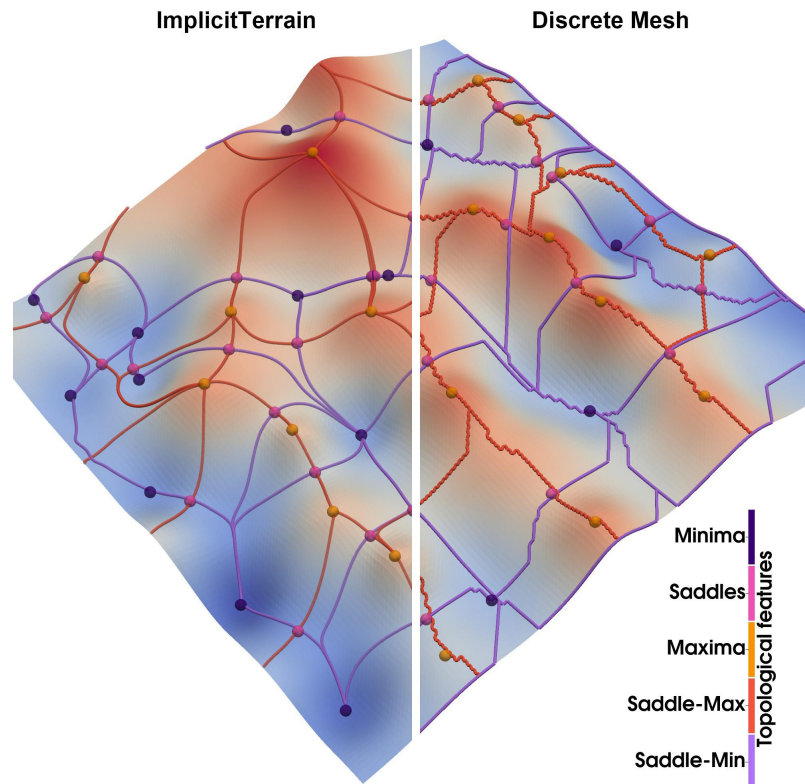 ImplicitTerrain
Discrete Mesh
Minima
Saddles
Maxima
Saddle-Max
Saddle-Min
Topological features